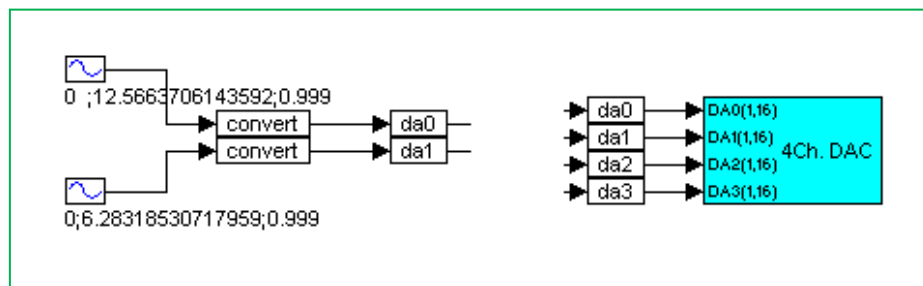 0 ;12.5663706143592;0.999
convert
da0
convert
da1
0;6.28318530717959;0.999
da0
DA0(1,16)
da1
DA1(1,16)
4Ch. DAC
da2
DA2(1,16)
da3
DA3(1,16)